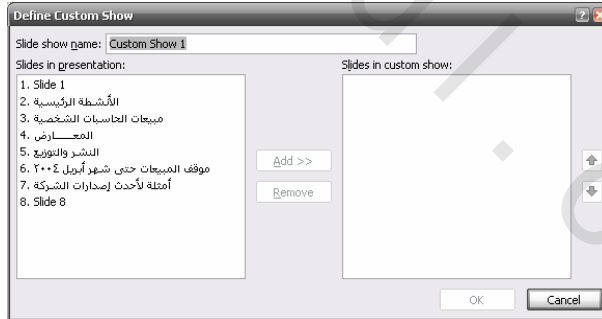 Define Custom Show
Slide show name: Custom Show 1
Slides in presentation:
1. Slide 1
2. الأنشطة الرئيسية
3. مبيعات الحاسبات الشخصية
4. المعـــارض
5. النشر والتوزيع
6. موقف المبيعات حتى شهر أبريل ٢٠٠٤
7. أمثلة لأحدث إصدارات الشركة
8. Slide 8
Add >>
Remove
Slides in custom show:
OK
Cancel